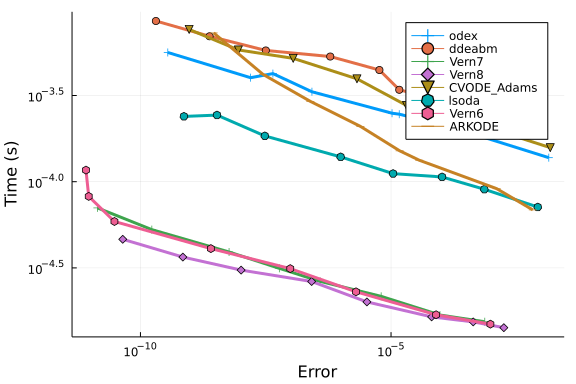 odex
ddeabm
Vern7
Vern8
CVODE_Adams
lsoda
Vern6
ARKODE
10^−3.5
10^−4.0
10^−4.5
Time (s)
10^−10
10^−5
Error